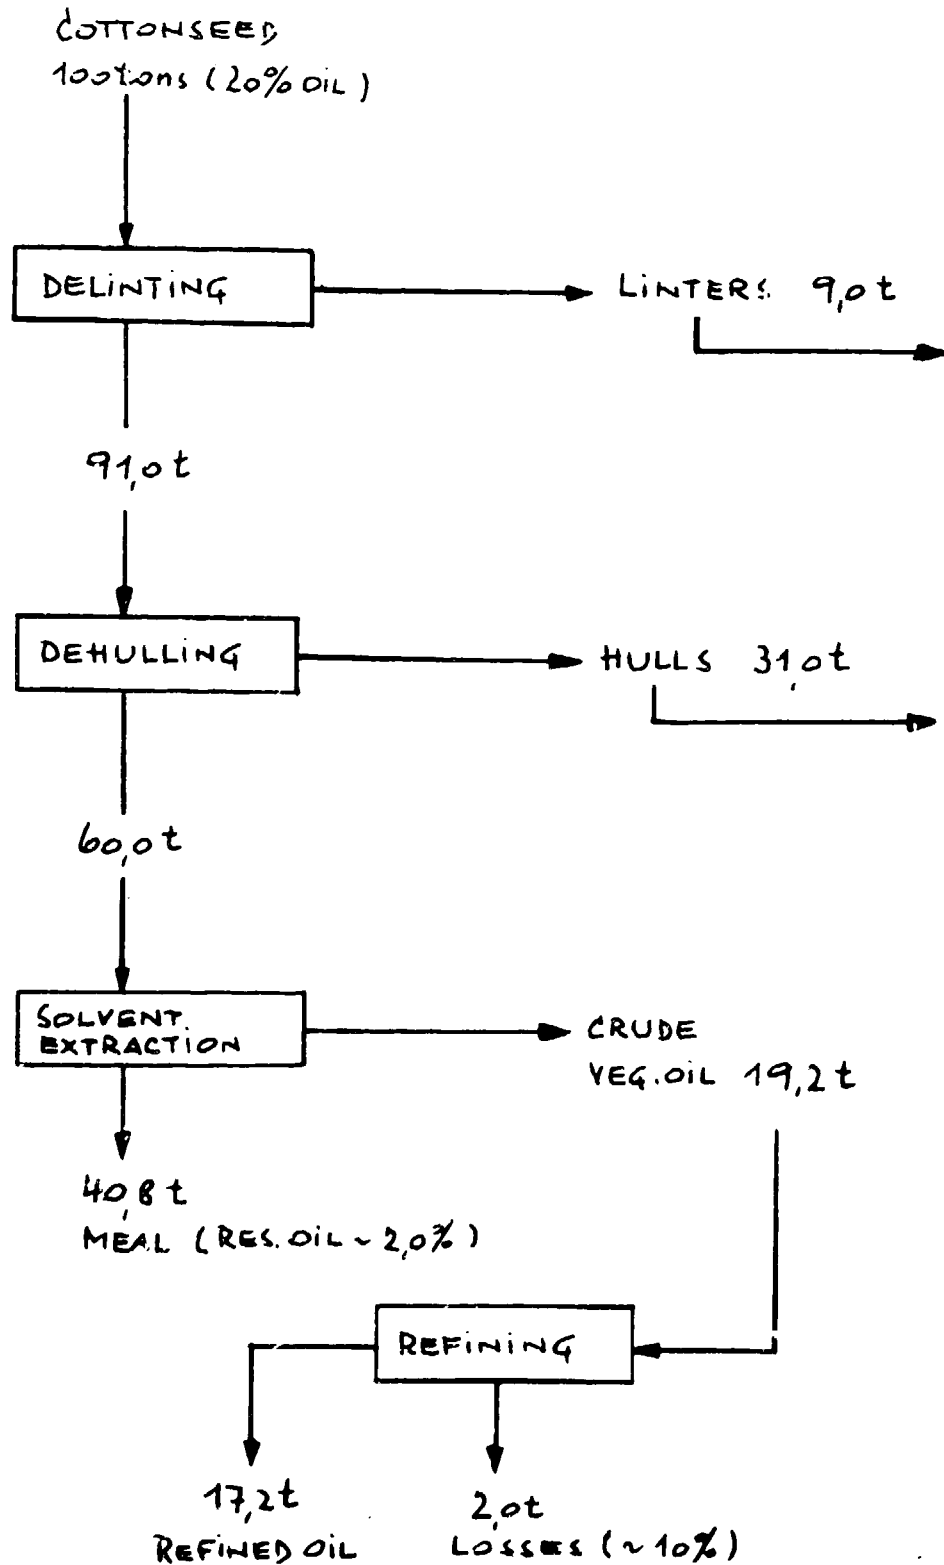 COTTONSEED
100tons (20% OIL)
DELINTING
LINTERS 9,0t
91,0t
DEHULLING
HULLS 31,0t
60,0t
SOLVENT.
EXTRACTION
CRUDE
VEG.OIL 19,2t
40,8t
MEAL (RES.OIL ~ 2,0%)
REFINING
17,2t
REFINED OIL
2,0t
LOSSES (~10%)